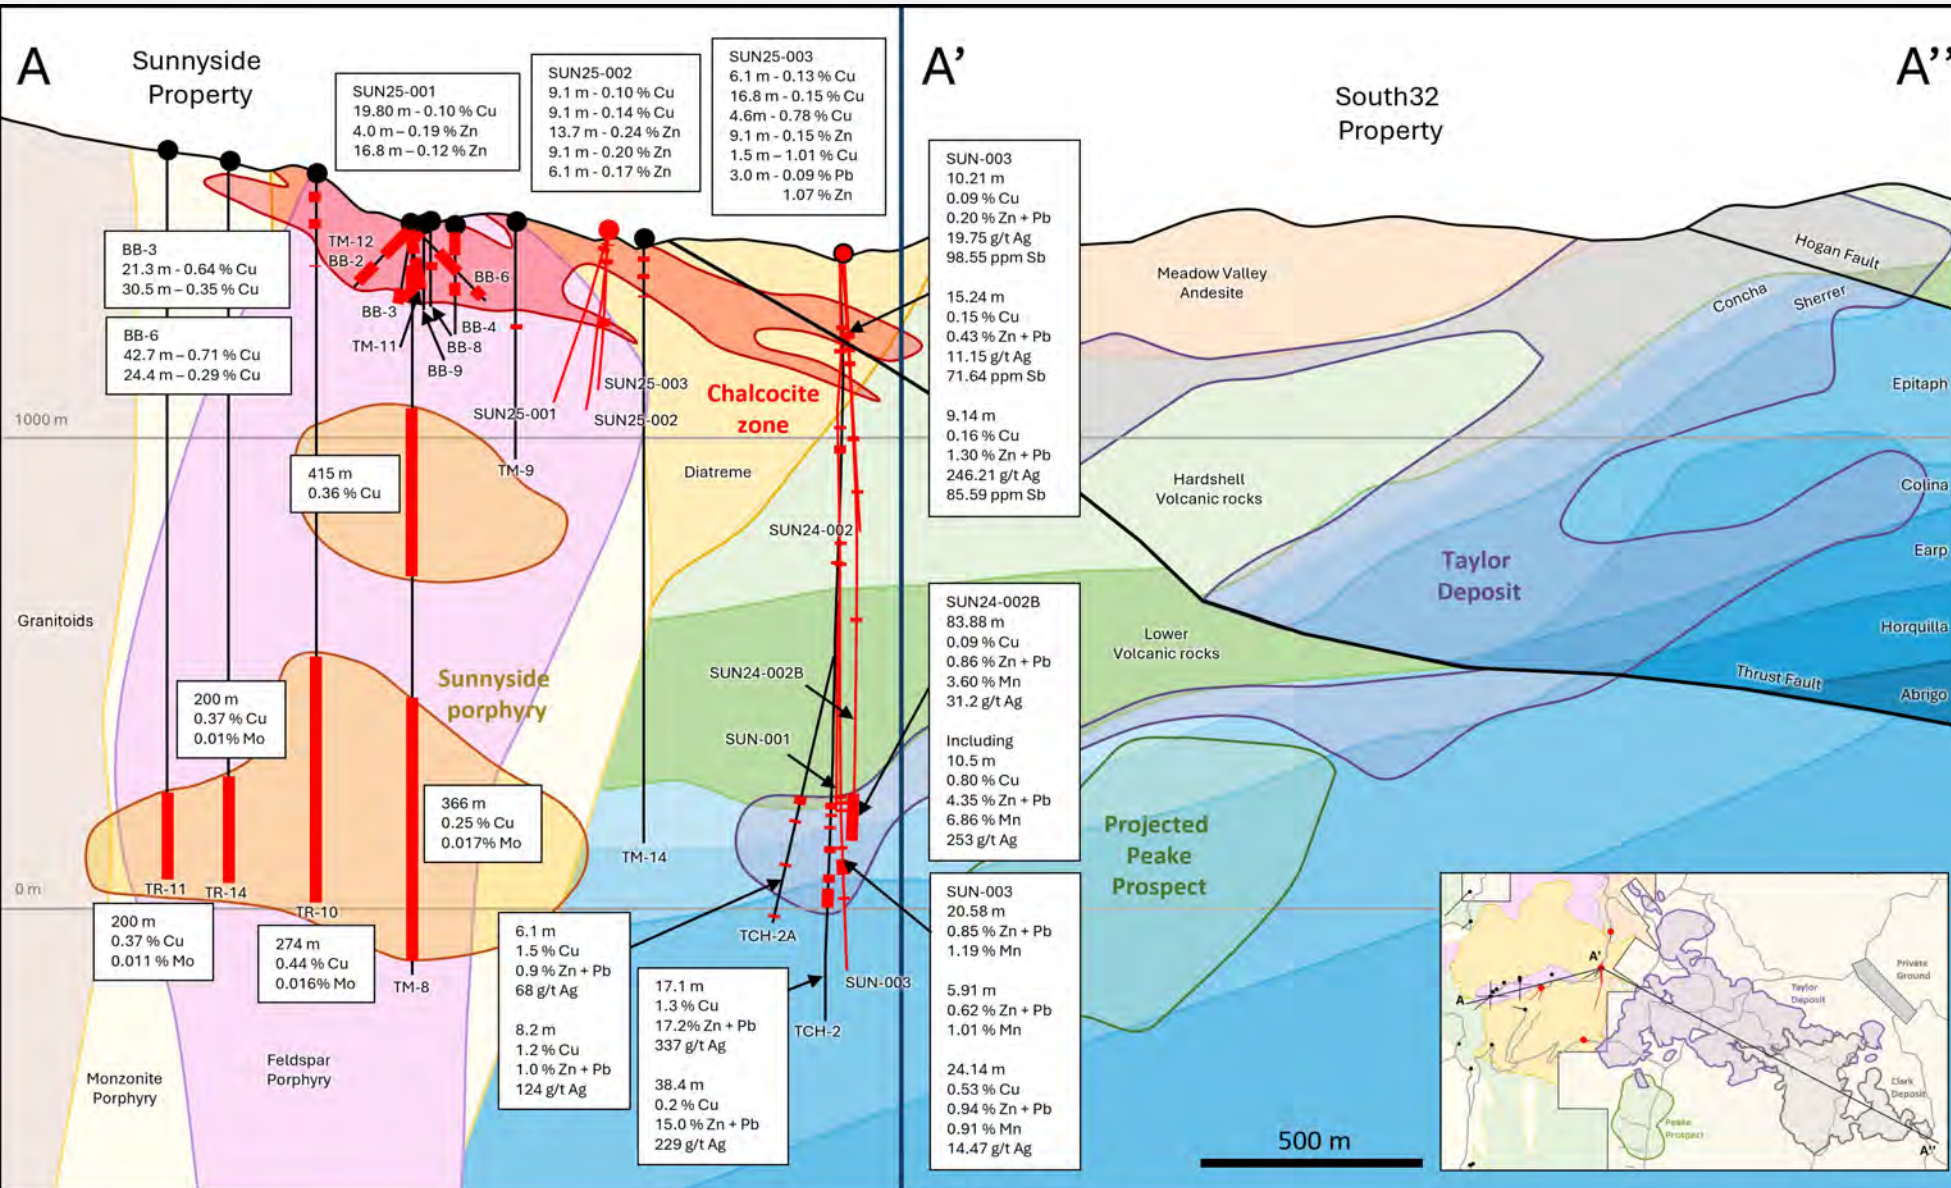 A
Sunnyside
Property
SUN25-001
19.80 m - 0.10 % Cu
4.0 m – 0.19 % Zn
16.8 m – 0.12 % Zn
SUN25-002
9.1 m - 0.10 % Cu
9.1 m - 0.14 % Cu
13.7 m - 0.24 % Zn
9.1 m - 0.20 % Zn
6.1 m - 0.17 % Zn
SUN25-003
6.1 m - 0.13 % Cu
16.8 m - 0.15 % Cu
4.6m - 0.78 % Cu
9.1 m - 0.15 % Zn
1.5 m – 1.01 % Cu
3.0 m - 0.09 % Pb
1.07 % Zn
A’
South32
Property
A’’
BB-3
21.3 m - 0.64 % Cu
30.5 m – 0.35 % Cu
BB-6
42.7 m – 0.71 % Cu
24.4 m – 0.29 % Cu
TM-12
BB-2
BB-3
TM-11
BB-9
BB-8
BB-4
BB-6
SUN25-001
SUN25-003
SUN25-002
TM-9
Chalcocite
zone
Diatreme
SUN24-002
SUN24-002B
SUN-001
SUN-003
10.21 m
0.09 % Cu
0.20 % Zn + Pb
19.75 g/t Ag
98.55 ppm Sb
15.24 m
0.15 % Cu
0.43 % Zn + Pb
11.15 g/t Ag
71.64 ppm Sb
9.14 m
0.16 % Cu
1.30 % Zn + Pb
246.21 g/t Ag
85.59 ppm Sb
Meadow Valley
Andesite
Hogan Fault
Concha
Sherrer
Epitaph
Hardshell
Volcanic rocks
Colina
Taylor
Deposit
Earp
Horquilla
Lower
Volcanic rocks
Thrust Fault
Abrigo
1000 m
415 m
0.36 % Cu
Granitoids
Sunnyside
porphyry
200 m
0.37 % Cu
0.01% Mo
366 m
0.25 % Cu
0.017% Mo
0 m
TR-11
TR-14
TR-10
TM-8
TM-14
200 m
0.37 % Cu
0.011 % Mo
274 m
0.44 % Cu
0.016% Mo
Monzonite
Porphyry
Feldspar
Porphyry
6.1 m
1.5 % Cu
0.9 % Zn + Pb
68 g/t Ag
8.2 m
1.2 % Cu
1.0 % Zn + Pb
124 g/t Ag
TCH-2A
17.1 m
1.3 % Cu
17.2% Zn + Pb
337 g/t Ag
38.4 m
0.2 % Cu
15.0 % Zn + Pb
229 g/t Ag
TCH-2
SUN-003
SUN24-002B
83.88 m
0.09 % Cu
0.86 % Zn + Pb
3.60 % Mn
31.2 g/t Ag
Including
10.5 m
0.80 % Cu
4.35 % Zn + Pb
6.86 % Mn
253 g/t Ag
SUN-003
20.58 m
0.85 % Zn + Pb
1.19 % Mn
5.91 m
0.62 % Zn + Pb
1.01 % Mn
24.14 m
0.53 % Cu
0.94 % Zn + Pb
0.91 % Mn
14.47 g/t Ag
Projected
Peake
Prospect
500 m
A
A’
Taylor
Deposit
Private
Ground
Clark
Deposit
Peake
Prospect
A’’